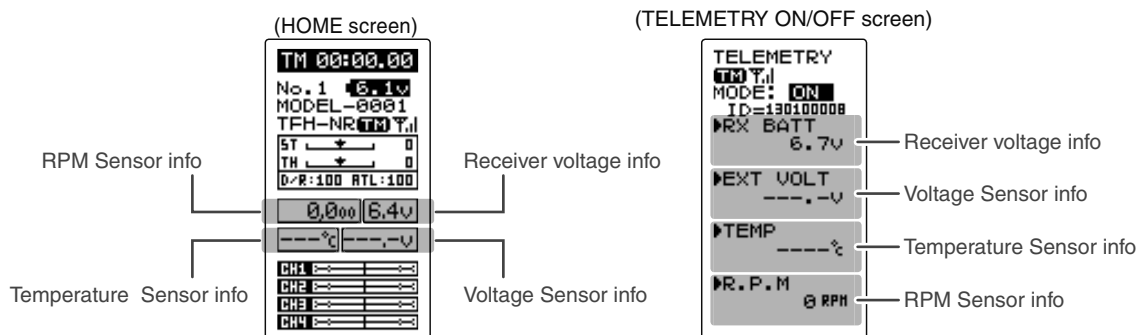 (HOME screen)
TM 00:00.00
No.1 6.1v
MODEL-0001
TFH-NR TM
ST 0
TH 0
D/R:100 ATL:100
0,000 6.4v
---℃ ---.-v
CH1
CH2
CH3
CH4
RPM Sensor info
Receiver voltage info
Temperature Sensor info
Voltage Sensor info
(TELEMETRY ON/OFF screen)
TELEMETRY
TM
MODE: ON
ID=130100008
▶RX BATT
6.7v
▶EXT VOLT
---.-v
▶TEMP
----℃
▶R.P.M
0 RPM
Receiver voltage info
Voltage Sensor info
Temperature Sensor info
RPM Sensor info